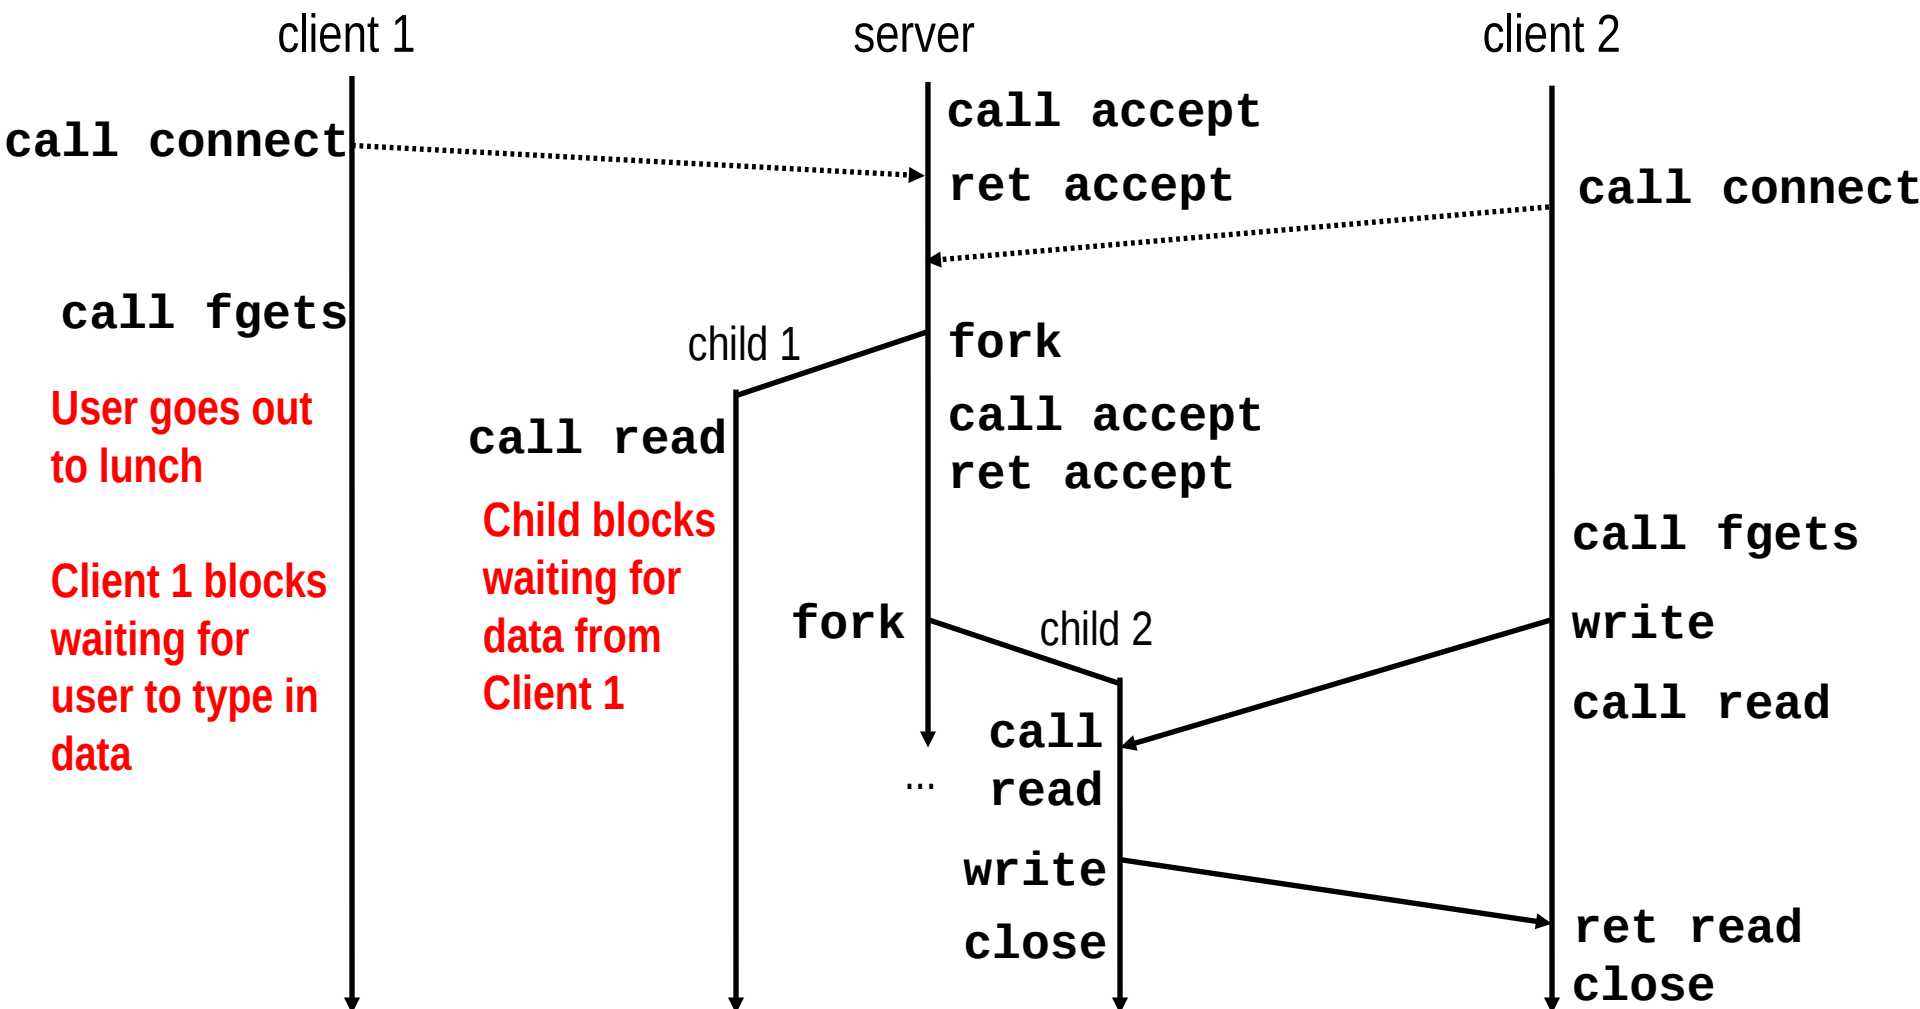 client 1
server
client 2
call connect
call accept
ret accept
call connect
call fgets
child 1
fork
User goes out
to lunch
call read
call accept
ret accept
Client 1 blocks
waiting for
user to type in
data
Child blocks
waiting for
data from
Client 1
call fgets
fork
child 2
write
call read
call
read
...
write
close
ret read
close